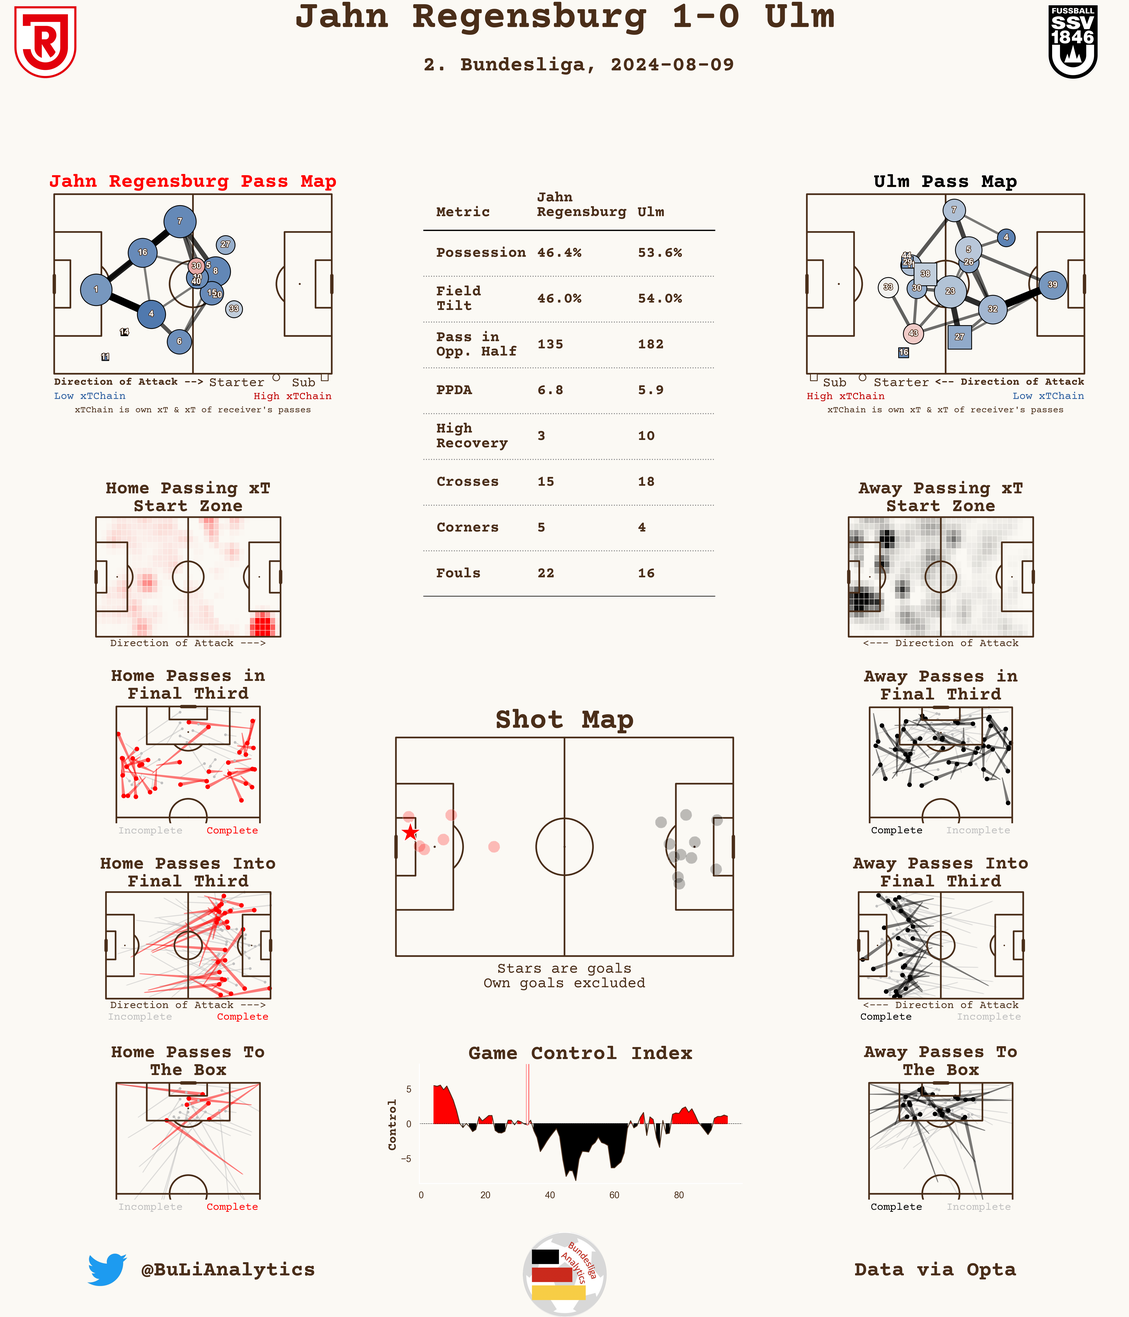 Jahn Regensburg 1-0 Ulm
2. Bundesliga, 2024-08-09
FUSSBALL
SSV
1846
Jahn Regensburg Pass Map
7
27
16
30
5
8
10
40
1
15
20
33
4
14
6
11
Direction of Attack --> Starter Sub
Low xTChain High xTChain
xTChain is own xT & xT of receiver's passes
Metric Jahn Regensburg Ulm
Possession 46.4% 53.6%
Field Tilt 46.0% 54.0%
Pass in Opp. Half 135 182
PPDA 6.8 5.9
High Recovery 3 10
Crosses 15 18
Corners 5 4
Fouls 22 16
Ulm Pass Map
7
4
5
26
38
39
33
30
23
32
43
27
16
Sub Starter <-- Direction of Attack
High xTChain Low xTChain
xTChain is own xT & xT of receiver's passes
Home Passing xT
Start Zone
Direction of Attack --->
Away Passing xT
Start Zone
<--- Direction of Attack
Home Passes in
Final Third
Incomplete Complete
Away Passes in
Final Third
Complete Incomplete
Shot Map
Stars are goals
Own goals excluded
Home Passes Into
Final Third
Direction of Attack --->
Incomplete Complete
Away Passes Into
Final Third
<--- Direction of Attack
Complete Incomplete
Home Passes To
The Box
Incomplete Complete
Game Control Index
Control
5
0
−5
0 20 40 60 80
Away Passes To
The Box
Complete Incomplete
@BuLiAnalytics
Bundesliga
Analytics
Data via Opta